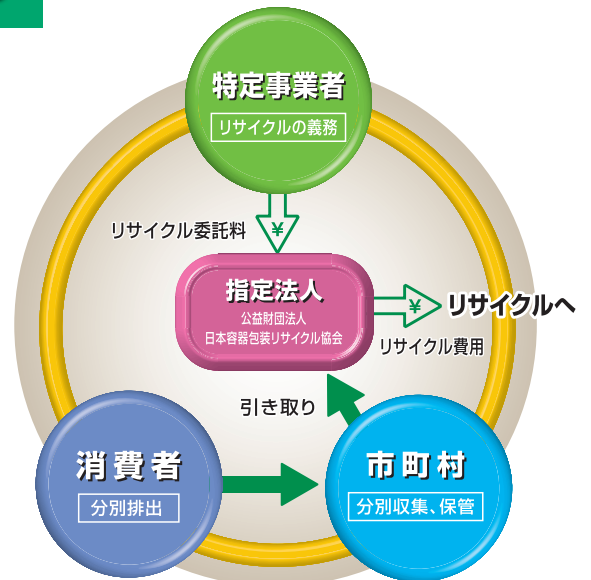 特定事業者
リサイクルの義務
リサイクル委託料
¥
指定法人
公益財団法人
日本容器包装リサイクル協会
¥
リサイクルへ
リサイクル費用
引き取り
消費者
分別排出
市町村
分別収集、保管